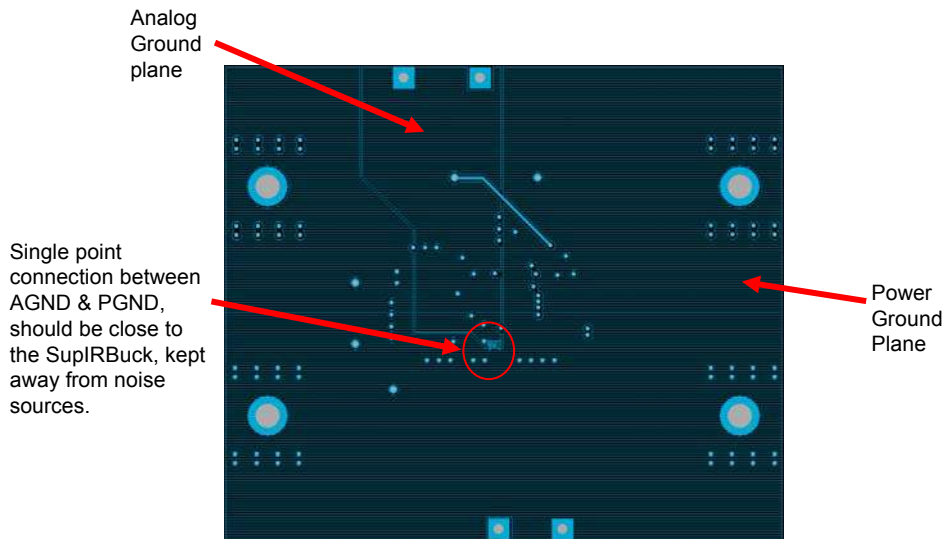 Analog
Ground
plane
Single point
connection between
AGND & PGND,
should be close to
the SupIRBuck, kept
away from noise
sources.
Power
Ground
Plane